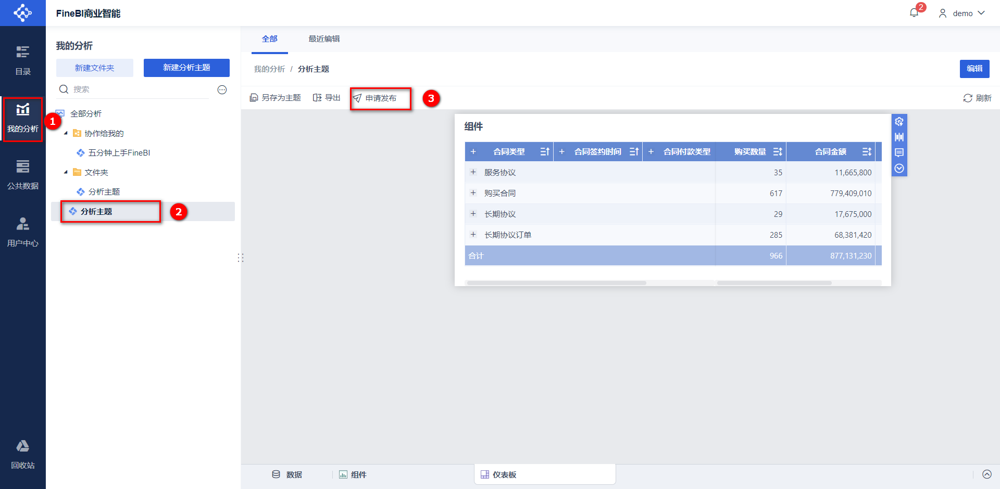 FineBI商业智能
2
demo
目录
我的分析
公共数据
用户中心
回收站
我的分析
新建文件夹
新建分析主题
搜索
1
全部分析
协作给我的
五分钟上手FineBI
文件夹
分析主题
分析主题
2
全部
最近编辑
我的分析 / 分析主题
编辑
另存为主题
导出
申请发布
3
刷新
组件
合同类型 合同签约时间 合同付款类型 购买数量 合同金额
服务协议 35 11,665,800
购买合同 617 779,409,010
长期协议 29 17,675,000
长期协议订单 285 68,381,420
合计 966 877,131,230
数据
组件
仪表板